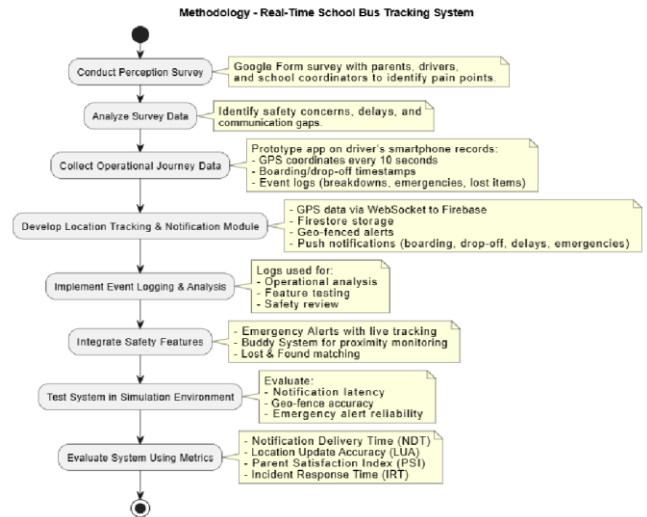 Methodology - Real-Time School Bus Tracking System
Conduct Perception Survey
Google Form survey with parents, drivers,
and school coordinators to identify pain points.
Analyze Survey Data
Identify safety concerns, delays, and
communication gaps.
Collect Operational Journey Data
Prototype app on driver's smartphone records:
- GPS coordinates every 10 seconds
- Boarding/drop-off timestamps
- Event logs (breakdowns, emergencies, lost items)
Develop Location Tracking & Notification Module
- GPS data via WebSocket to Firebase
- Firestore storage
- Geo-fenced alerts
- Push notifications (boarding, drop-off, delays, emergencies)
Implement Event Logging & Analysis
Logs used for:
- Operational analysis
- Feature testing
- Safety review
Integrate Safety Features
- Emergency Alerts with live tracking
- Buddy System for proximity monitoring
- Lost & Found matching
Test System in Simulation Environment
Evaluate:
- Notification latency
- Geo-fence accuracy
- Emergency alert reliability
Evaluate System Using Metrics
- Notification Delivery Time (NDT)
- Location Update Accuracy (LUA)
- Parent Satisfaction Index (PSI)
- Incident Response Time (IRT)